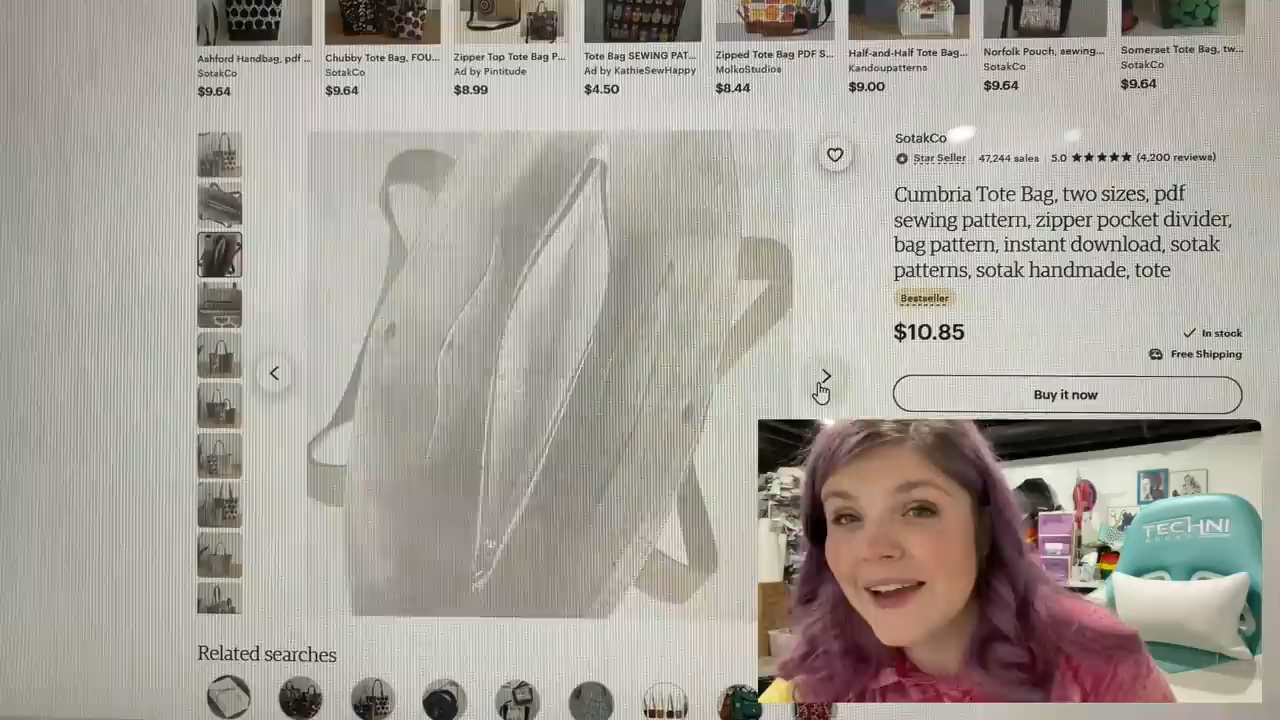 Ashford Handbag, pdf ...
SotakCo
$9.64
Chubby Tote Bag, FOU...
SotakCo
$9.64
Zipper Top Tote Bag P...
Ad by Pintitude
$8.99
Tote Bag SEWING PAT...
Ad by KathieSewHappy
$4.50
Zipped Tote Bag PDF S...
MolkoStudios
$8.44
Half-and-Half Tote Bag...
Kandoupatterns
$9.00
Norfolk Pouch, sewing...
SotakCo
$9.64
Somerset Tote Bag, tw...
SotakCo
$9.64
SotakCo
Star Seller 47,244 sales 5.0 ★★★★★ (4,200 reviews)
Cumbria Tote Bag, two sizes, pdf
sewing pattern, zipper pocket divider,
bag pattern, instant download, sotak
patterns, sotak handmade, tote
Bestseller
$10.85
In stock
Free Shipping
Buy it now
TECHNI
Related searches